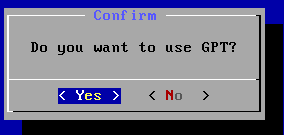 Confirm
Do you want to use GPT?
< Yes > < No >